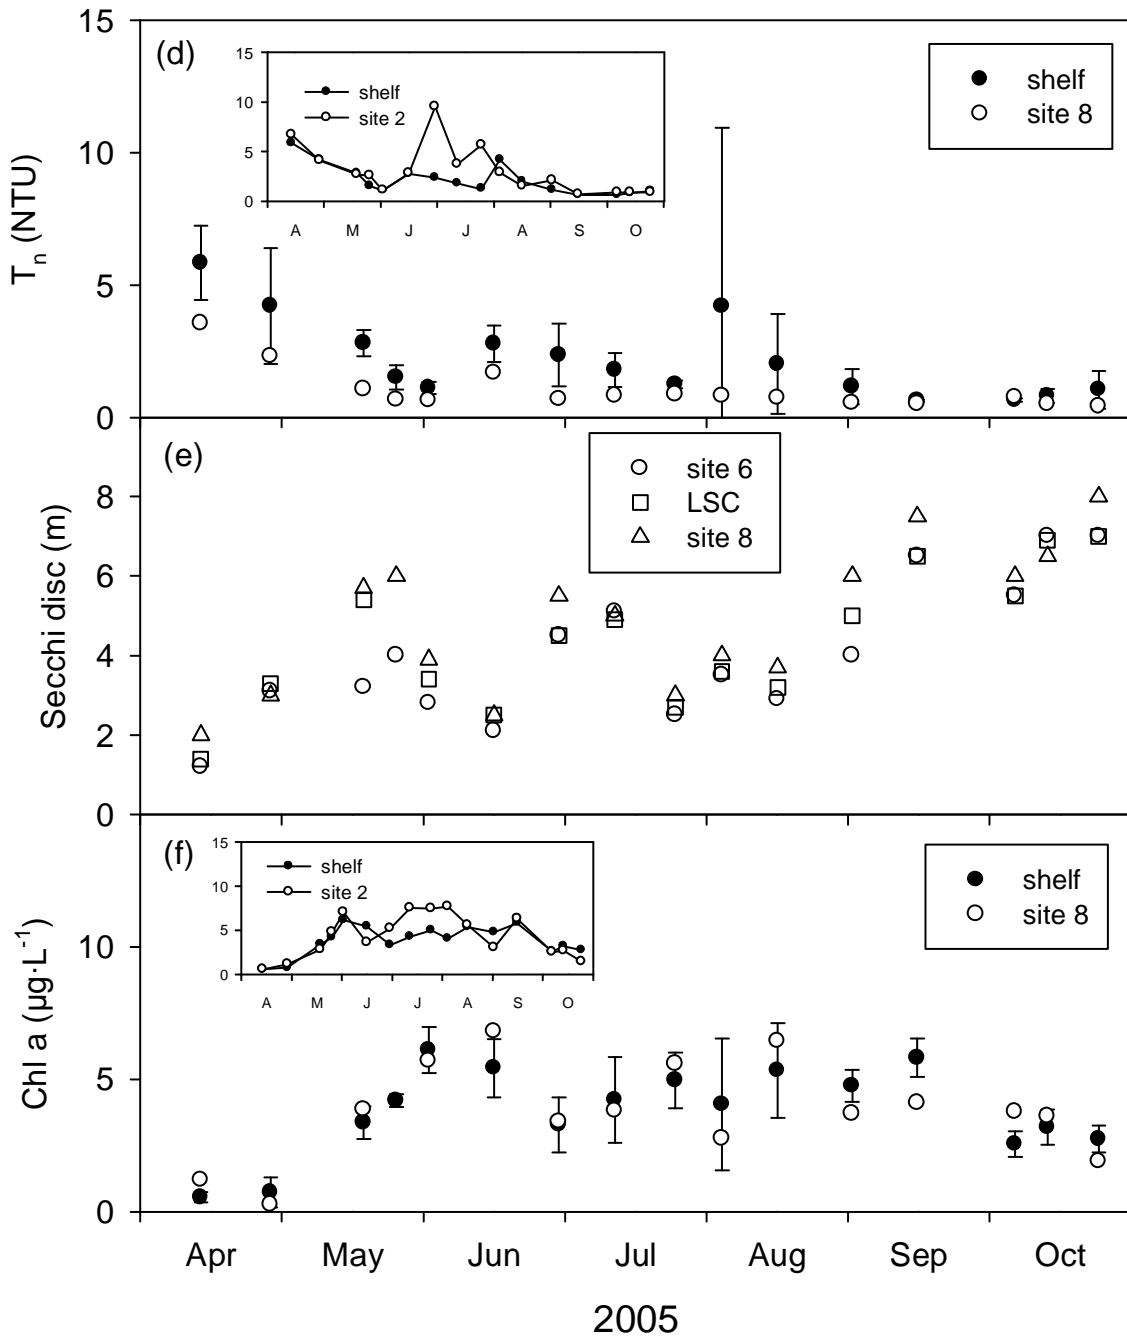 (d)
shelf
site 2
15
10
5
0
A M J J A S O
shelf
site 8
15
10
5
0
Tn (NTU)
(e)
site 6
LSC
site 8
8
6
4
2
0
Secchi disc (m)
(f)
shelf
site 2
15
10
5
0
A M J J A S O
shelf
site 8
10
5
0
Chl a (µg·L-1)
Apr May Jun Jul Aug Sep Oct
2005